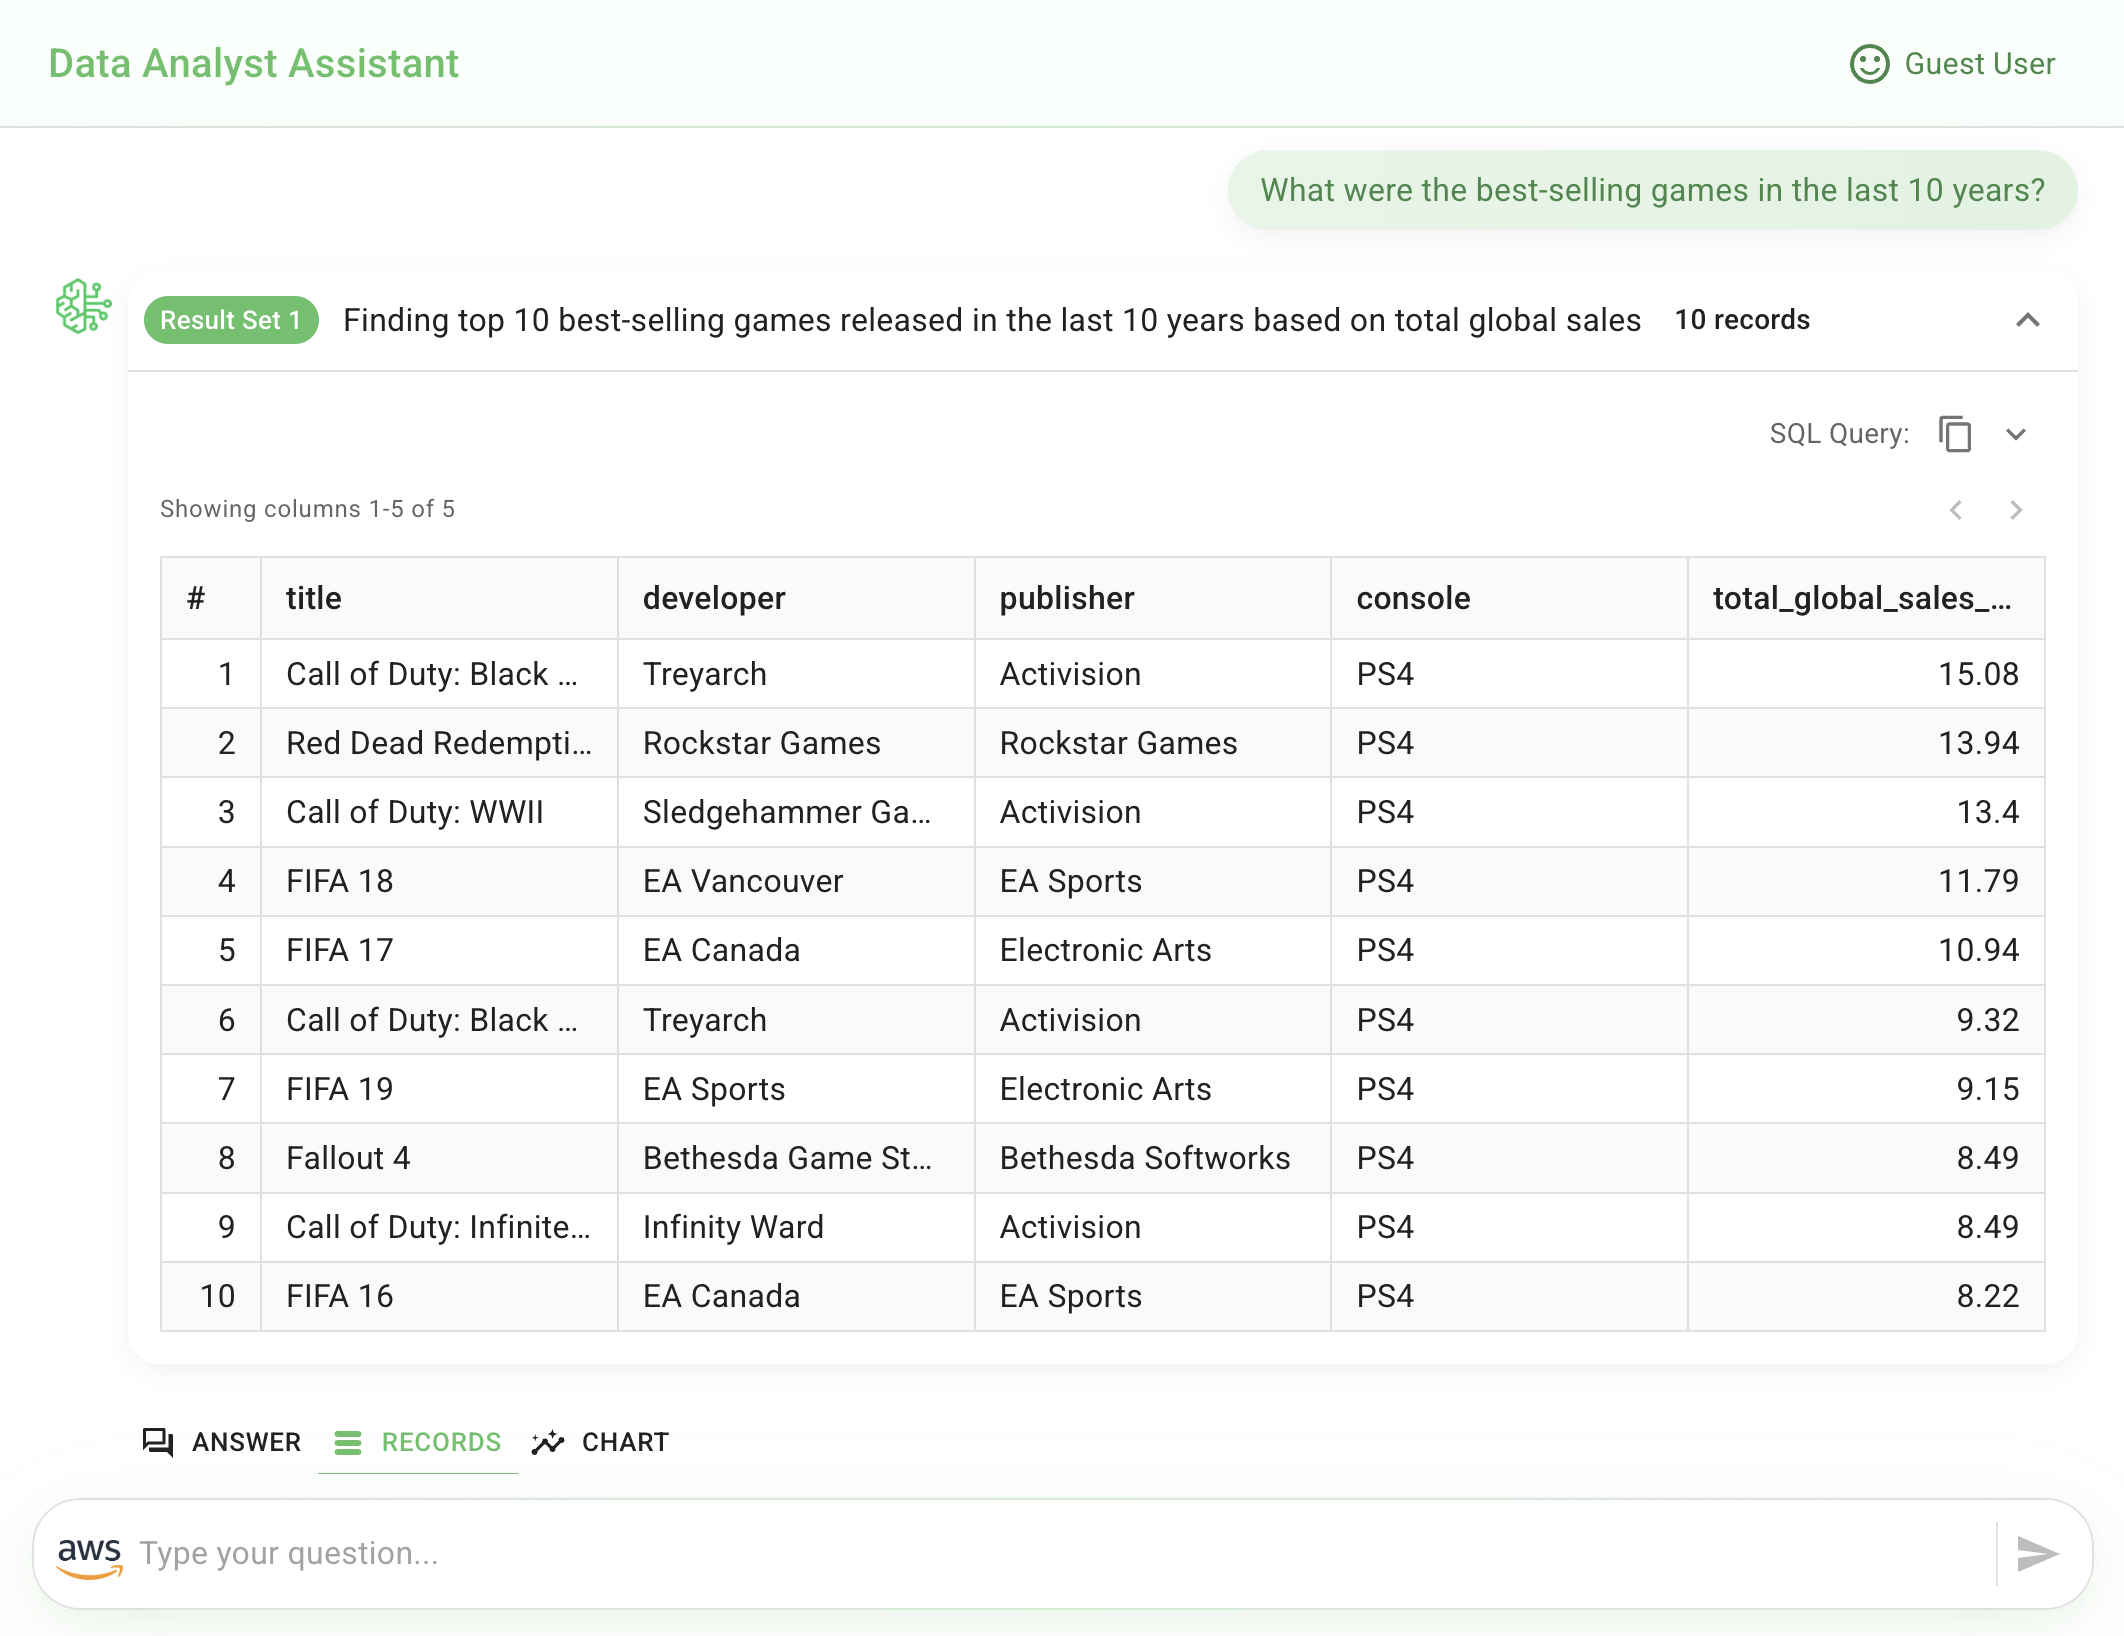 Data Analyst Assistant
Guest User
What were the best-selling games in the last 10 years?
Result Set 1 Finding top 10 best-selling games released in the last 10 years based on total global sales 10 records
SQL Query:
Showing columns 1-5 of 5
# title developer publisher console total_global_sales_...
1 Call of Duty: Black ... Treyarch Activision PS4 15.08
2 Red Dead Redempti... Rockstar Games Rockstar Games PS4 13.94
3 Call of Duty: WWII Sledgehammer Ga... Activision PS4 13.4
4 FIFA 18 EA Vancouver EA Sports PS4 11.79
5 FIFA 17 EA Canada Electronic Arts PS4 10.94
6 Call of Duty: Black ... Treyarch Activision PS4 9.32
7 FIFA 19 EA Sports Electronic Arts PS4 9.15
8 Fallout 4 Bethesda Game St... Bethesda Softworks PS4 8.49
9 Call of Duty: Infinite... Infinity Ward Activision PS4 8.49
10 FIFA 16 EA Canada EA Sports PS4 8.22
ANSWER RECORDS CHART
aws Type your question...